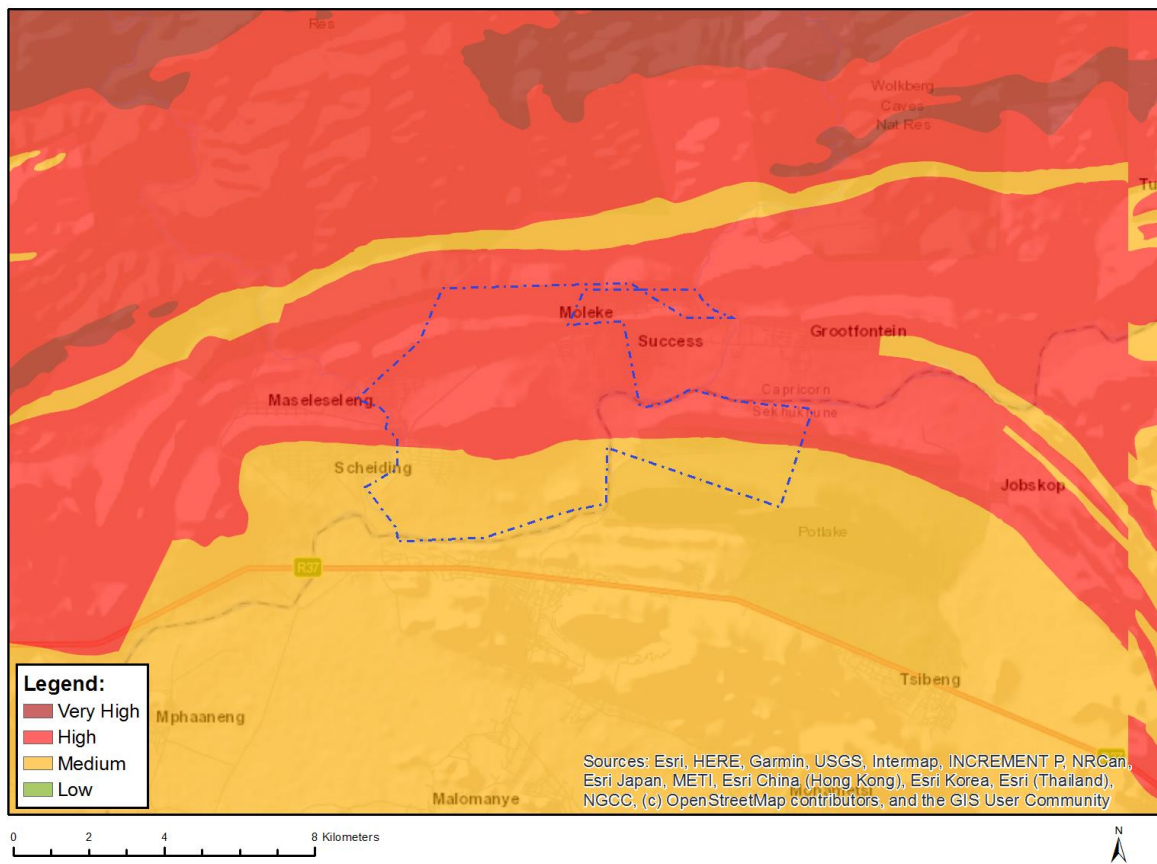 Res
Wolkberg
Caves
Nat Res
Tu
Moleke
Success
Grootfontein
Capricorn
Sekhukhune
Maseleseleng
Scheiding
Jobskop
Potlake
R37
Tsibeng
Mphaaneng
Malomanye
Legend:
Very High
High
Medium
Low
Sources: Esri, HERE, Garmin, USGS, Intermap, INCREMENT P, NRCan,
Esri Japan, METI, Esri China (Hong Kong), Esri Korea, Esri (Thailand),
NGCC, (c) OpenStreetMap contributors, and the GIS User Community
0 2 4 8 Kilometers
N